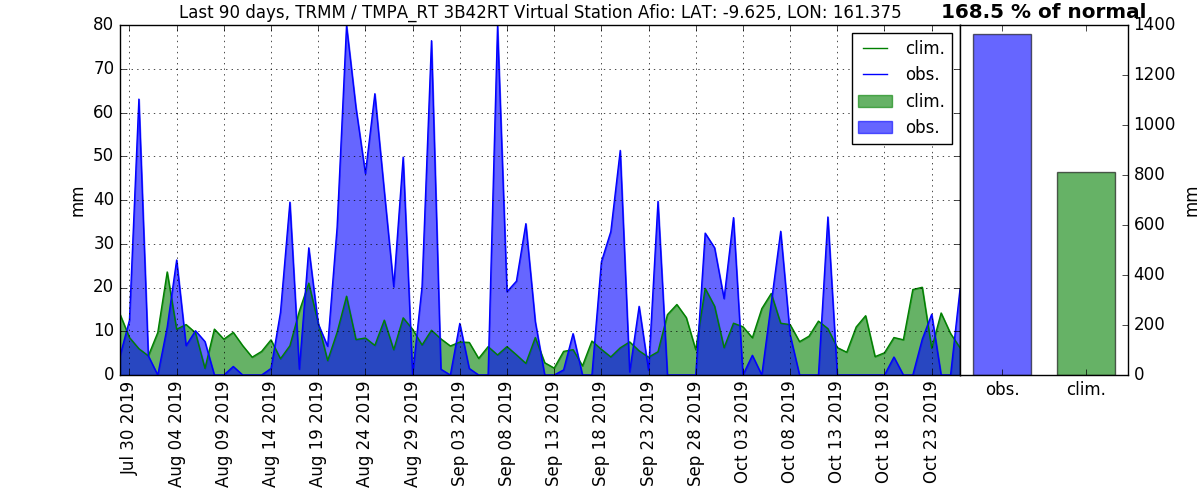 Last 90 days, TRMM / TMPA_RT 3B42RT Virtual Station Afio: LAT: -9.625, LON: 161.375
168.5 % of normal
80
70
60
50
40
30
20
10
0
mm
clim.
obs.
clim.
obs.
1400
1200
1000
800
600
400
200
0
mm
Jul 30 2019
Aug 04 2019
Aug 09 2019
Aug 14 2019
Aug 19 2019
Aug 24 2019
Aug 29 2019
Sep 03 2019
Sep 08 2019
Sep 13 2019
Sep 18 2019
Sep 23 2019
Sep 28 2019
Oct 03 2019
Oct 08 2019
Oct 13 2019
Oct 18 2019
Oct 23 2019
obs.
clim.